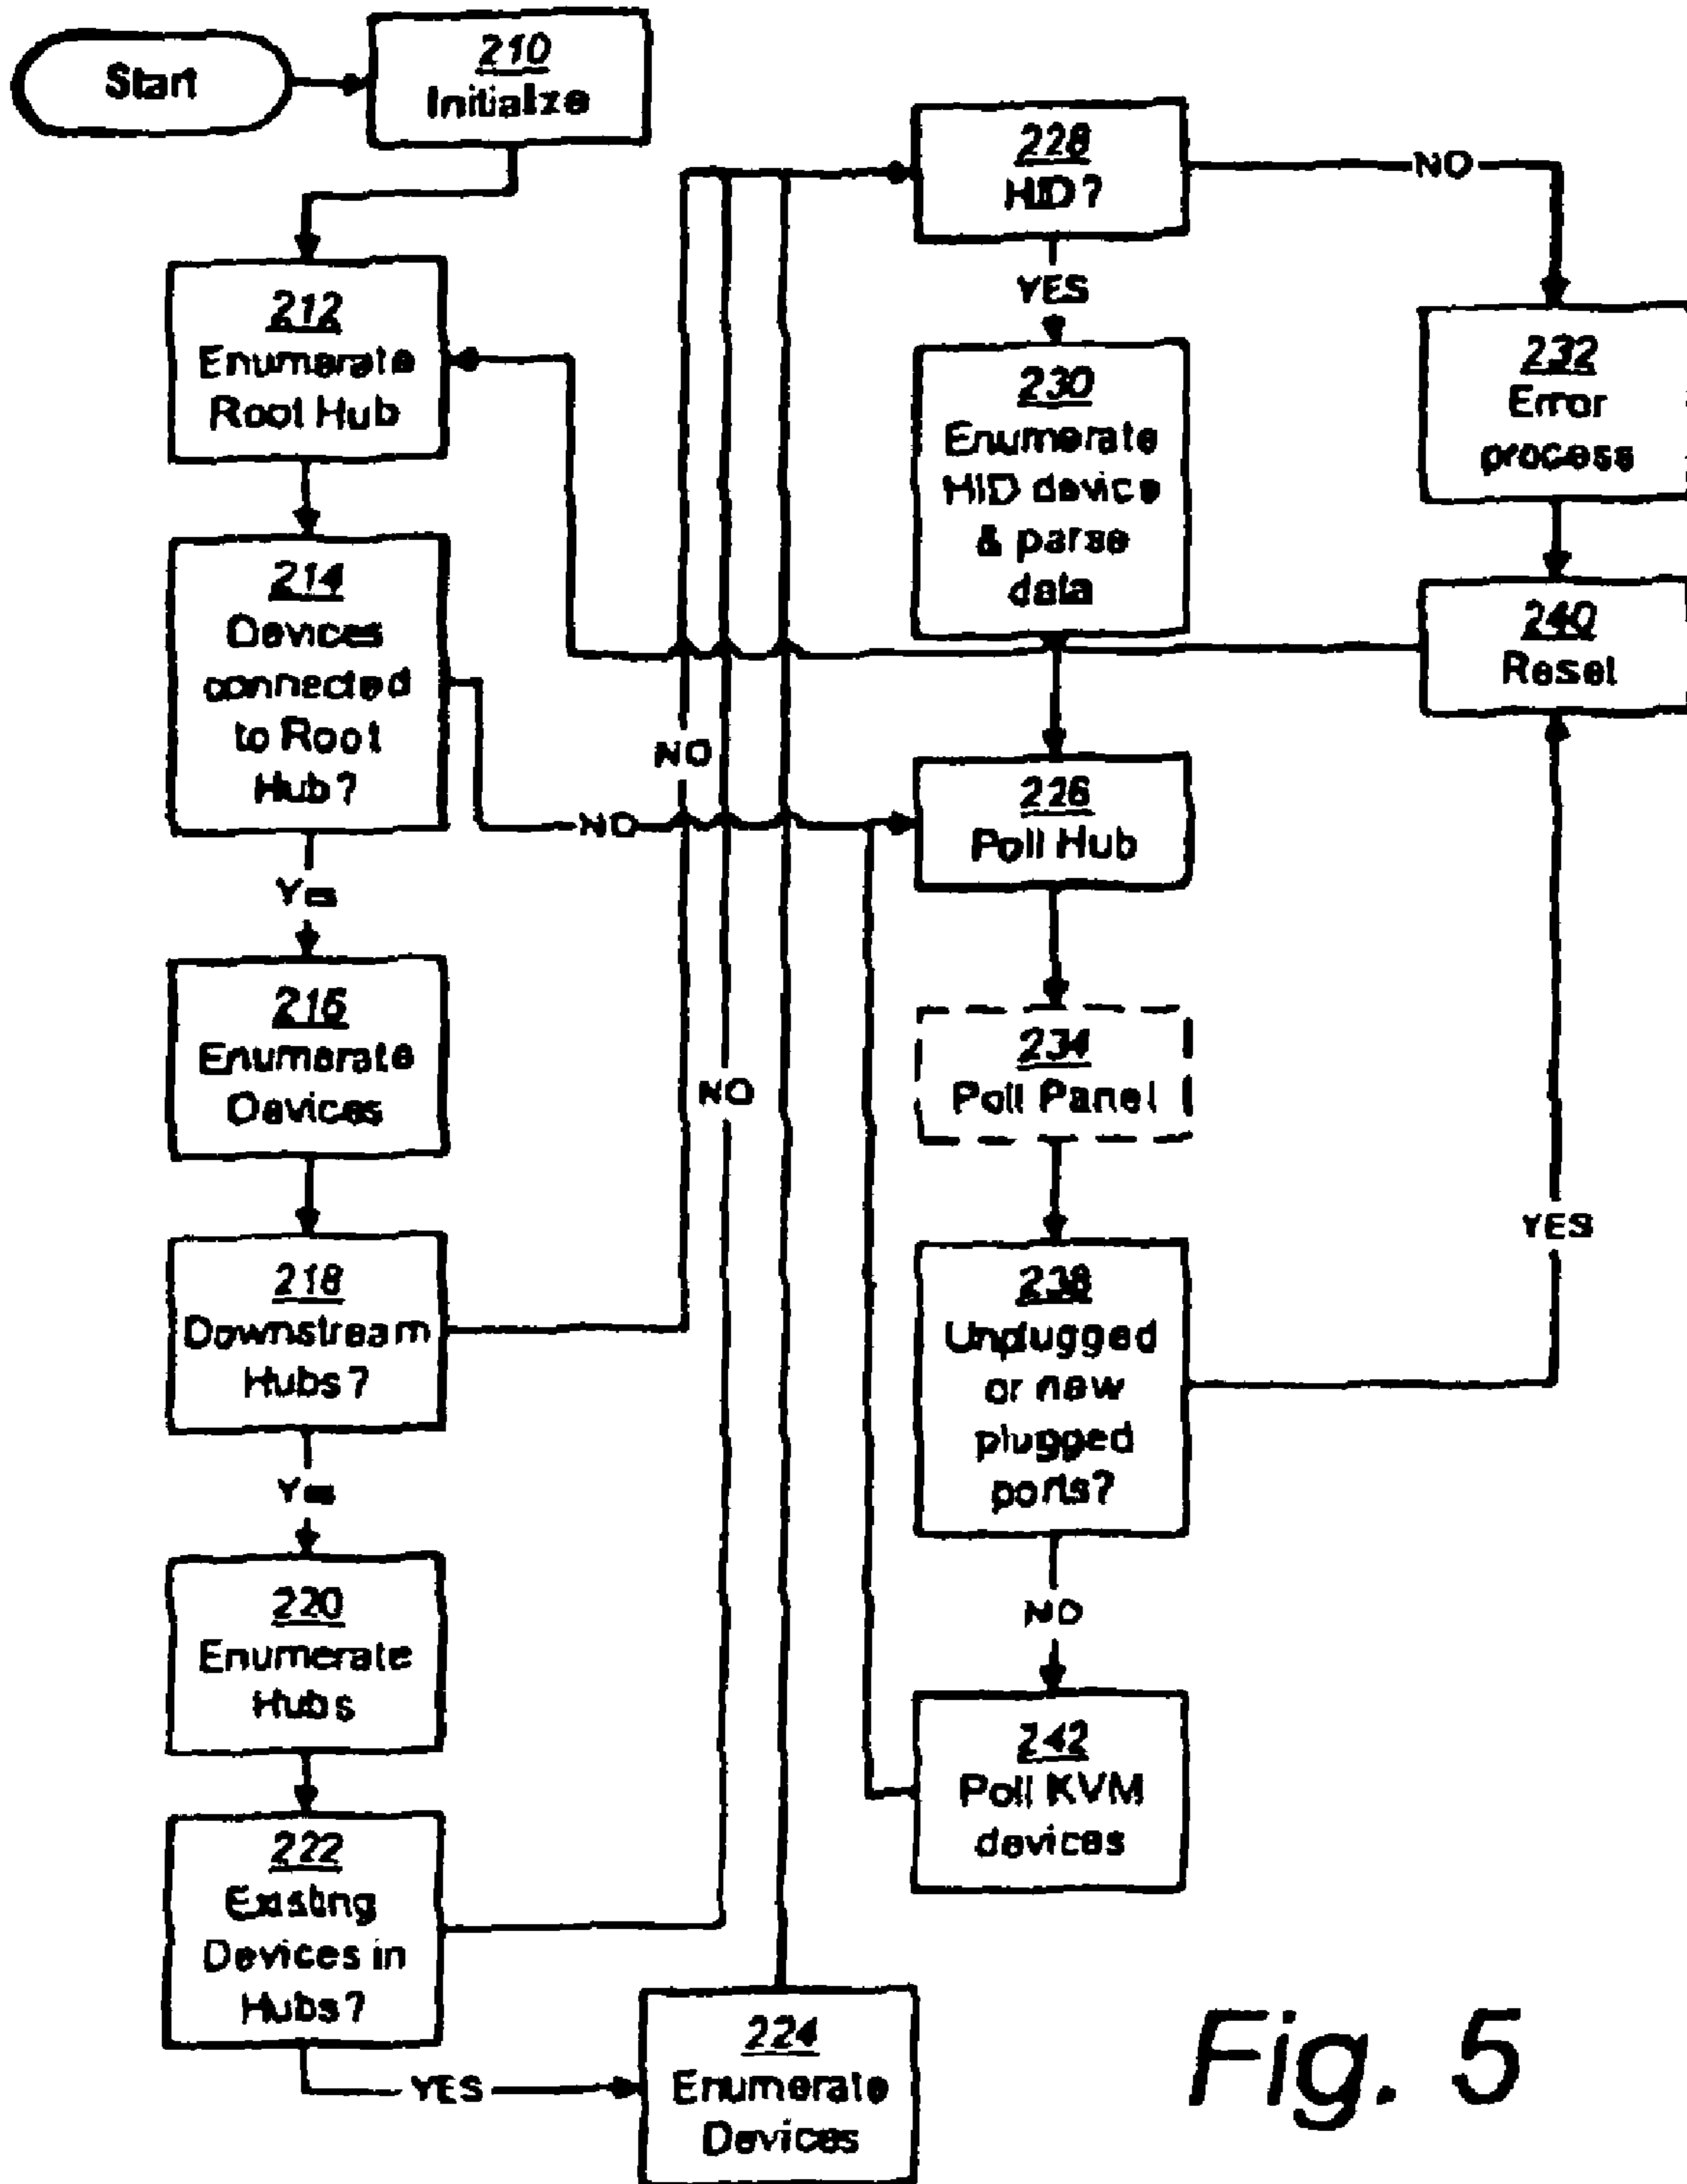 Start
210
Initialze
212
Enumerate
Root Hub
214
Devices
connected
to Root
Hub?
NO
Yes
216
Enumerate
Devices
218
Downstream
Hubs?
NO
Yes
220
Enumerate
Hubs
222
Existing
Devices in
Hubs?
NO
YES
224
Enumerate
Devices
228
HID?
NO
YES
230
Enumerate
HID device
& parse
data
232
Error
process
240
Reset
226
Poll Hub
234
Poll Panel
238
Unplugged
or new
plugged
ports?
YES
NO
242
Poll KVM
devices
Fig. 5